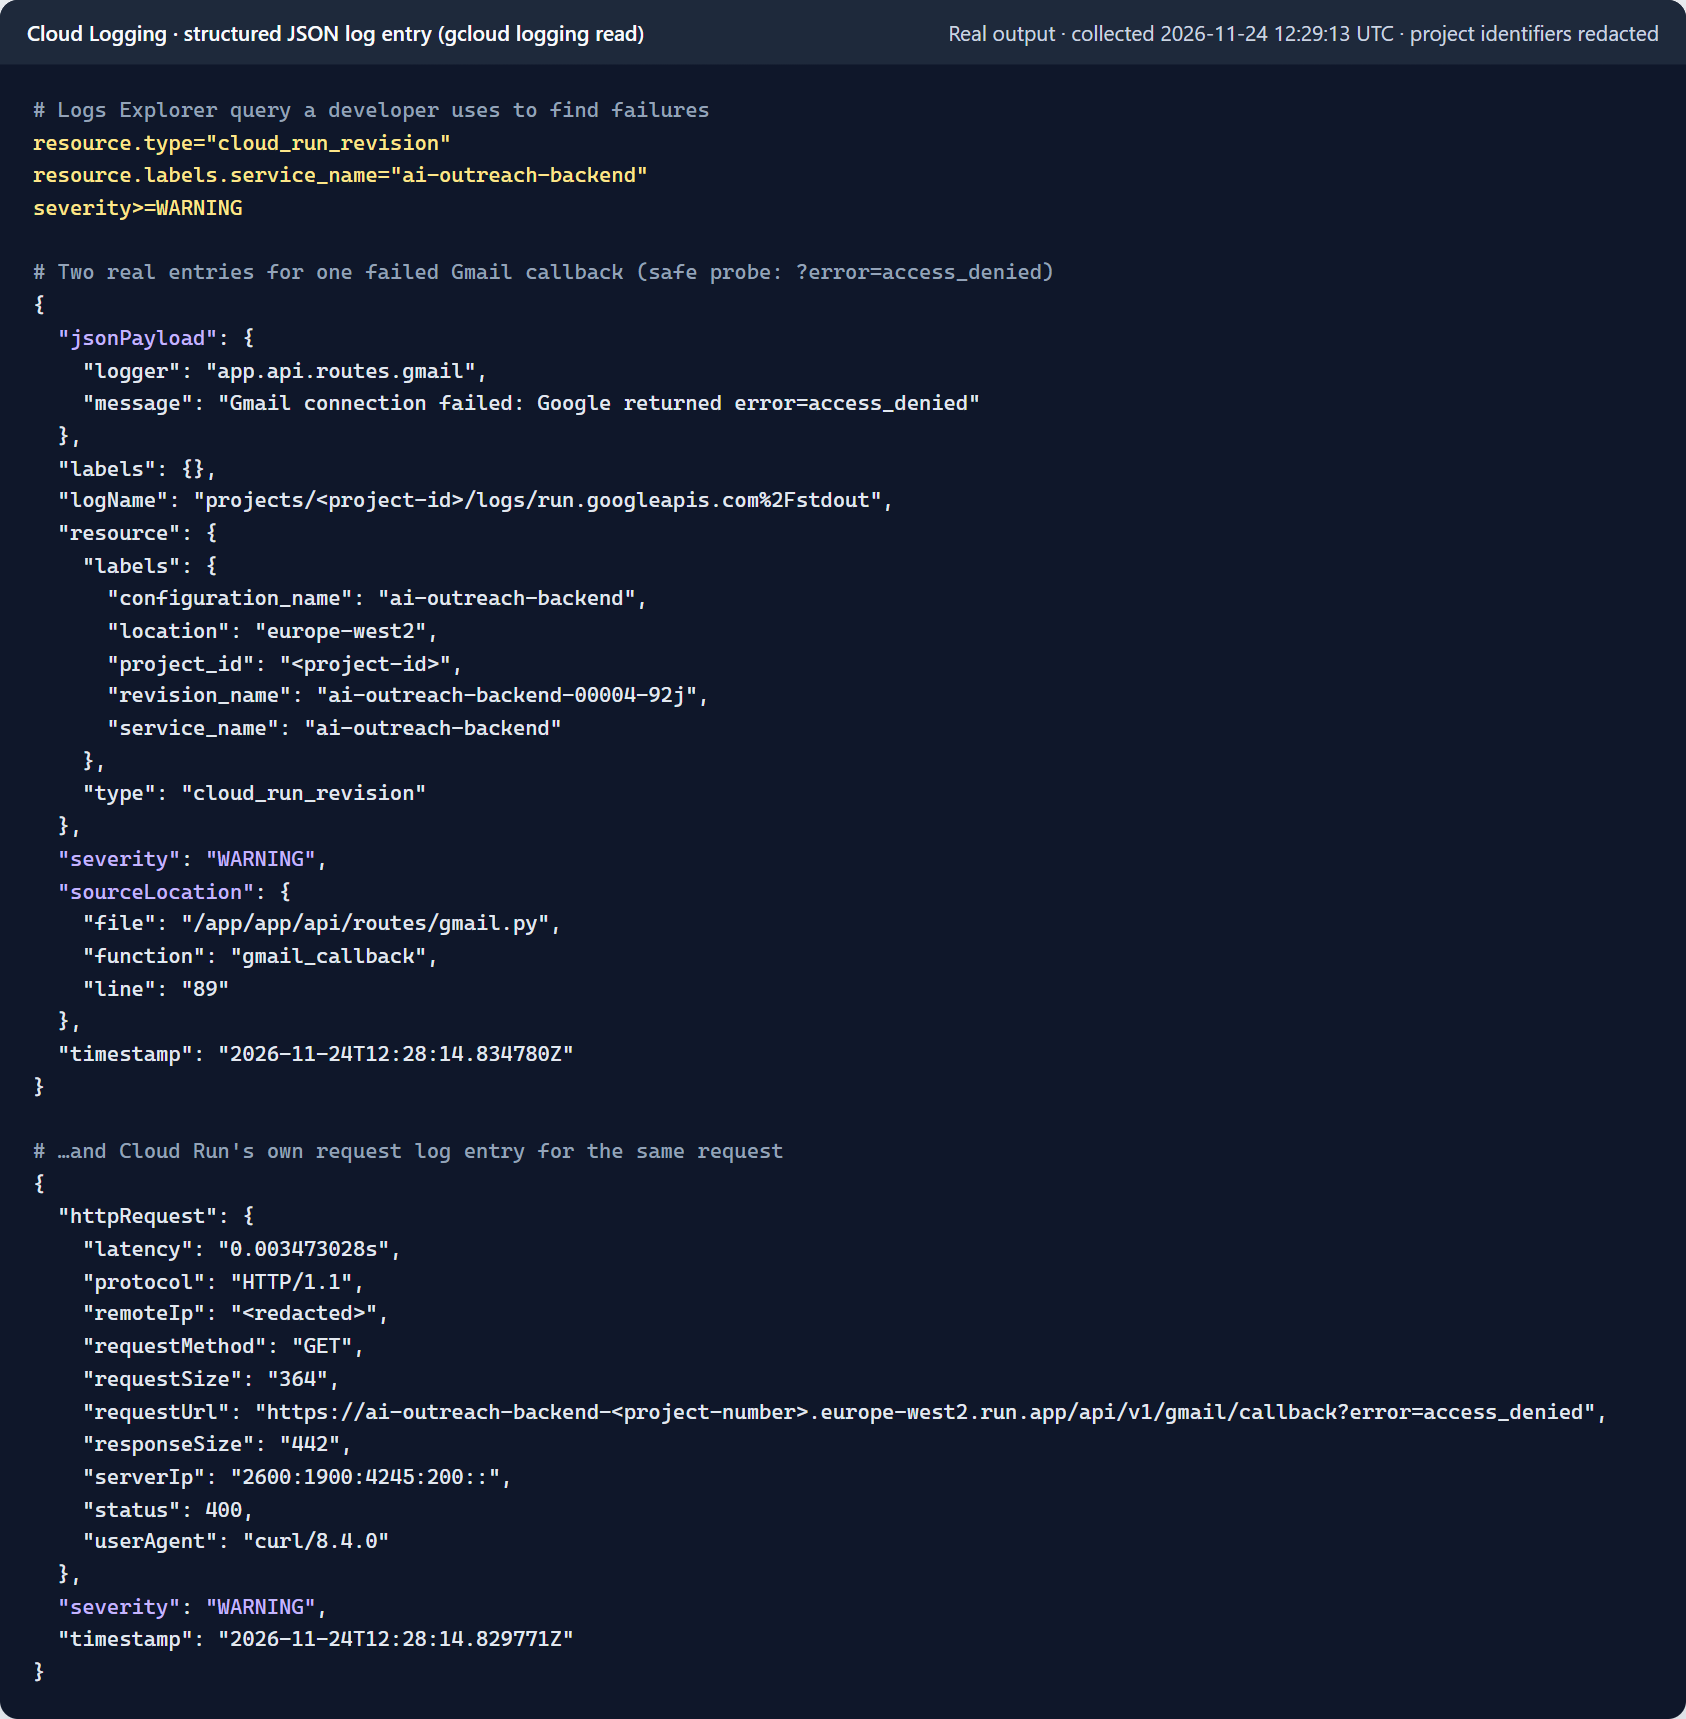 Cloud Logging · structured JSON log entry (gcloud logging read)
Real output · collected 2026-11-24 12:29:13 UTC · project identifiers redacted
# Logs Explorer query a developer uses to find failures
resource.type="cloud_run_revision"
resource.labels.service_name="ai-outreach-backend"
severity>=WARNING
# Two real entries for one failed Gmail callback (safe probe: ?error=access_denied)
{
  "jsonPayload": {
    "logger": "app.api.routes.gmail",
    "message": "Gmail connection failed: Google returned error=access_denied"
  },
  "labels": {},
  "logName": "projects/<project-id>/logs/run.googleapis.com%2Fstdout",
  "resource": {
    "labels": {
      "configuration_name": "ai-outreach-backend",
      "location": "europe-west2",
      "project_id": "<project-id>",
      "revision_name": "ai-outreach-backend-00004-92j",
      "service_name": "ai-outreach-backend"
    },
    "type": "cloud_run_revision"
  },
  "severity": "WARNING",
  "sourceLocation": {
    "file": "/app/app/api/routes/gmail.py",
    "function": "gmail_callback",
    "line": "89"
  },
  "timestamp": "2026-11-24T12:28:14.834780Z"
}
# …and Cloud Run's own request log entry for the same request
{
  "httpRequest": {
    "latency": "0.003473028s",
    "protocol": "HTTP/1.1",
    "remoteIp": "<redacted>",
    "requestMethod": "GET",
    "requestSize": "364",
    "requestUrl": "https://ai-outreach-backend-<project-number>.europe-west2.run.app/api/v1/gmail/callback?error=access_denied",
    "responseSize": "442",
    "serverIp": "2600:1900:4245:200::",
    "status": 400,
    "userAgent": "curl/8.4.0"
  },
  "severity": "WARNING",
  "timestamp": "2026-11-24T12:28:14.829771Z"
}